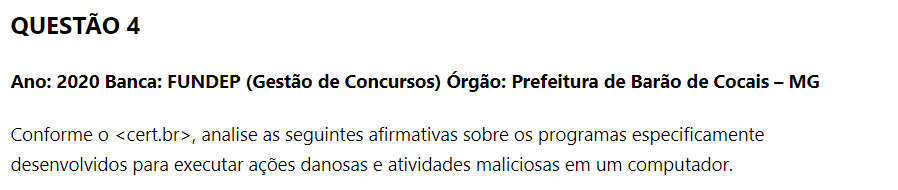 QUESTÃO 4
Ano: 2020 Banca: FUNDEP (Gestão de Concursos) Órgão: Prefeitura de Barão de Cocais – MG
Conforme o <cert.br>, analise as seguintes afirmativas sobre os programas especificamente
desenvolvidos para executar ações danosas e atividades maliciosas em um computador.